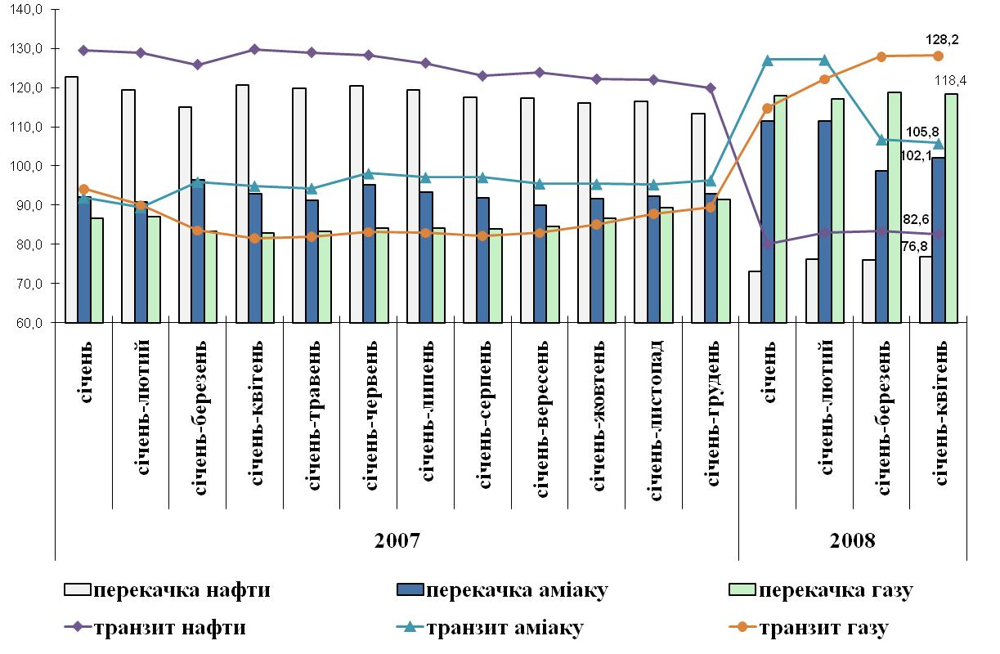 140,0
130,0
120,0
110,0
100,0
90,0
80,0
70,0
60,0
128,2
118,4
105,8
102,1
82,6
76,8
січень
січень-лютий
січень-березень
січень-квітень
січень-травень
січень-червень
січень-липень
січень-серпень
січень-вересень
січень-жовтень
січень-листопад
січень-грудень
січень
січень-лютий
січень-березень
січень-квітень
2007 2008
перекачка нафти перекачка аміаку перекачка газу
транзит нафти транзит аміаку транзит газу